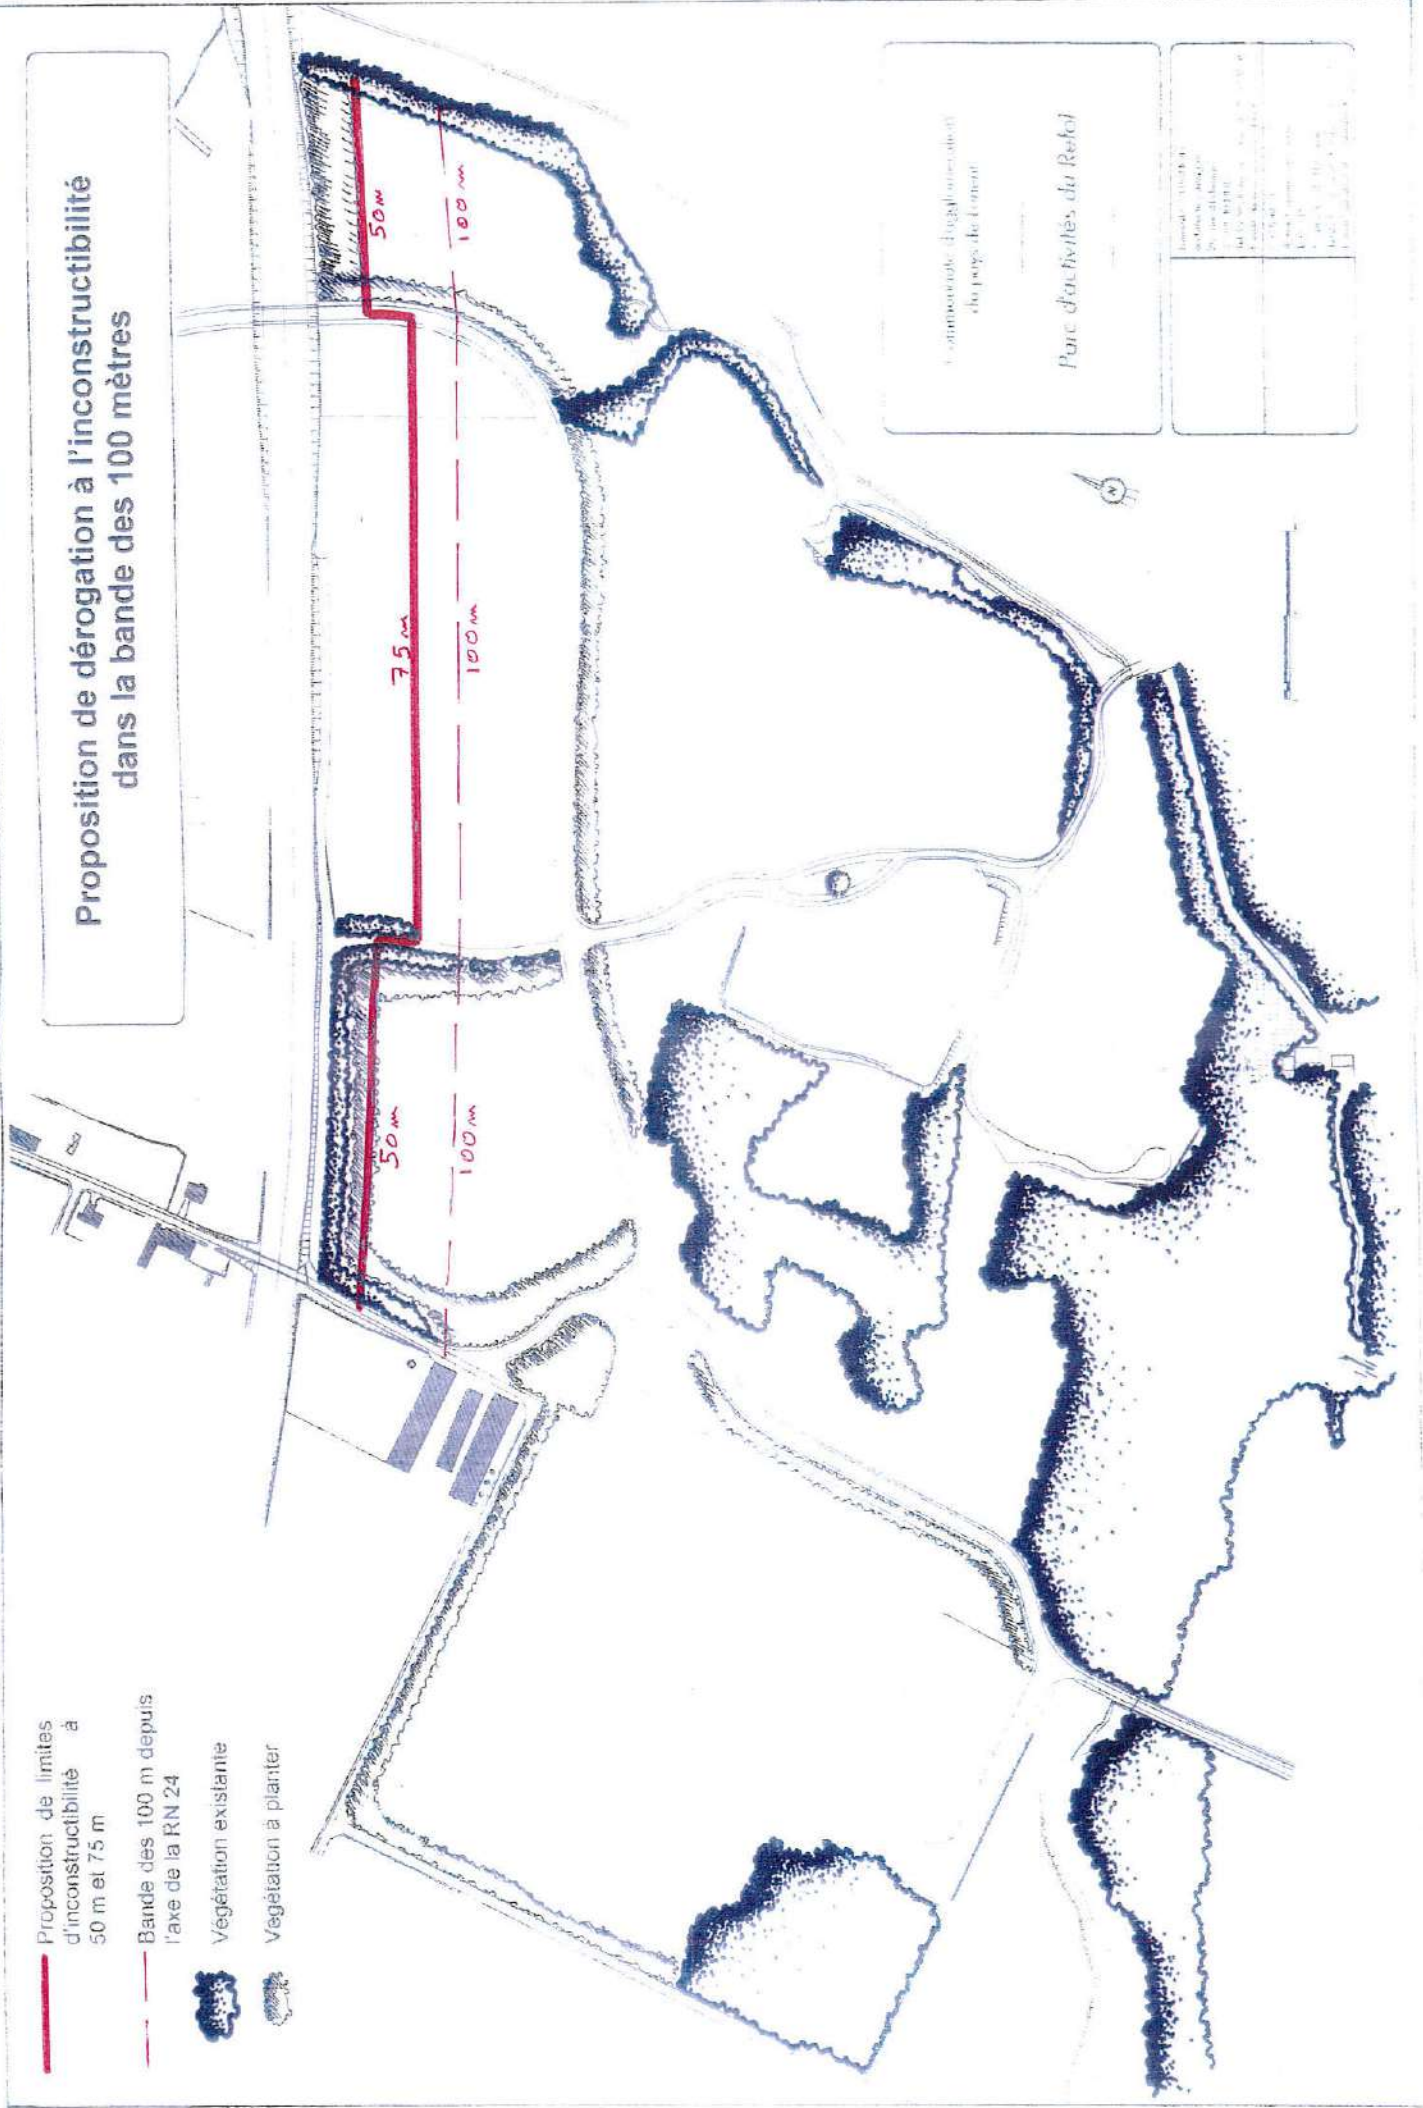 Proposition de dérogation à l'inconstructibilité
dans la bande des 100 mètres
Proposition de limites
d'inconstructibilité à
50 m et 75 m
Bande des 100 m depuis
l'axe de la RN 24
Végétation existante
Végétation à planter
50m
100m
75m
100m
50m
100m
N
du pays de Lorient
Parc d'activités du Refol